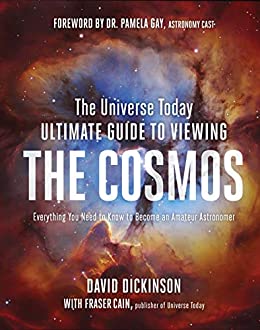 FOREWORD BY DR. PAMELA GAY, ASTRONOMY CAST
The Universe Today
ULTIMATE GUIDE TO VIEWING
THE COSMOS
Everything You Need to Know to Become an Amateur Astronomer
DAVID DICKINSON
WITH FRASER CAIN, publisher of Universe Today